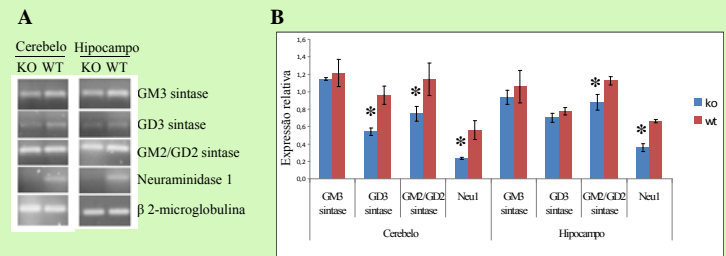 A
Cerebelo Hipocampo
KO WT KO WT
GM3 sintase
GD3 sintase
GM2/GD2 sintase
Neuraminidase 1
β 2-microglobulina
B
Expressão relativa
1,6
1,4
1,2
1,0
0,8
0,6
0,4
0,2
0,0
* * * * *
ko
wt
GM3 sintase
GD3 sintase
GM2/GD2 sintase
Neu1
GM3 sintase
GD3 sintase
GM2/GD2 sintase
Neu1
Cerebelo Hipocampo